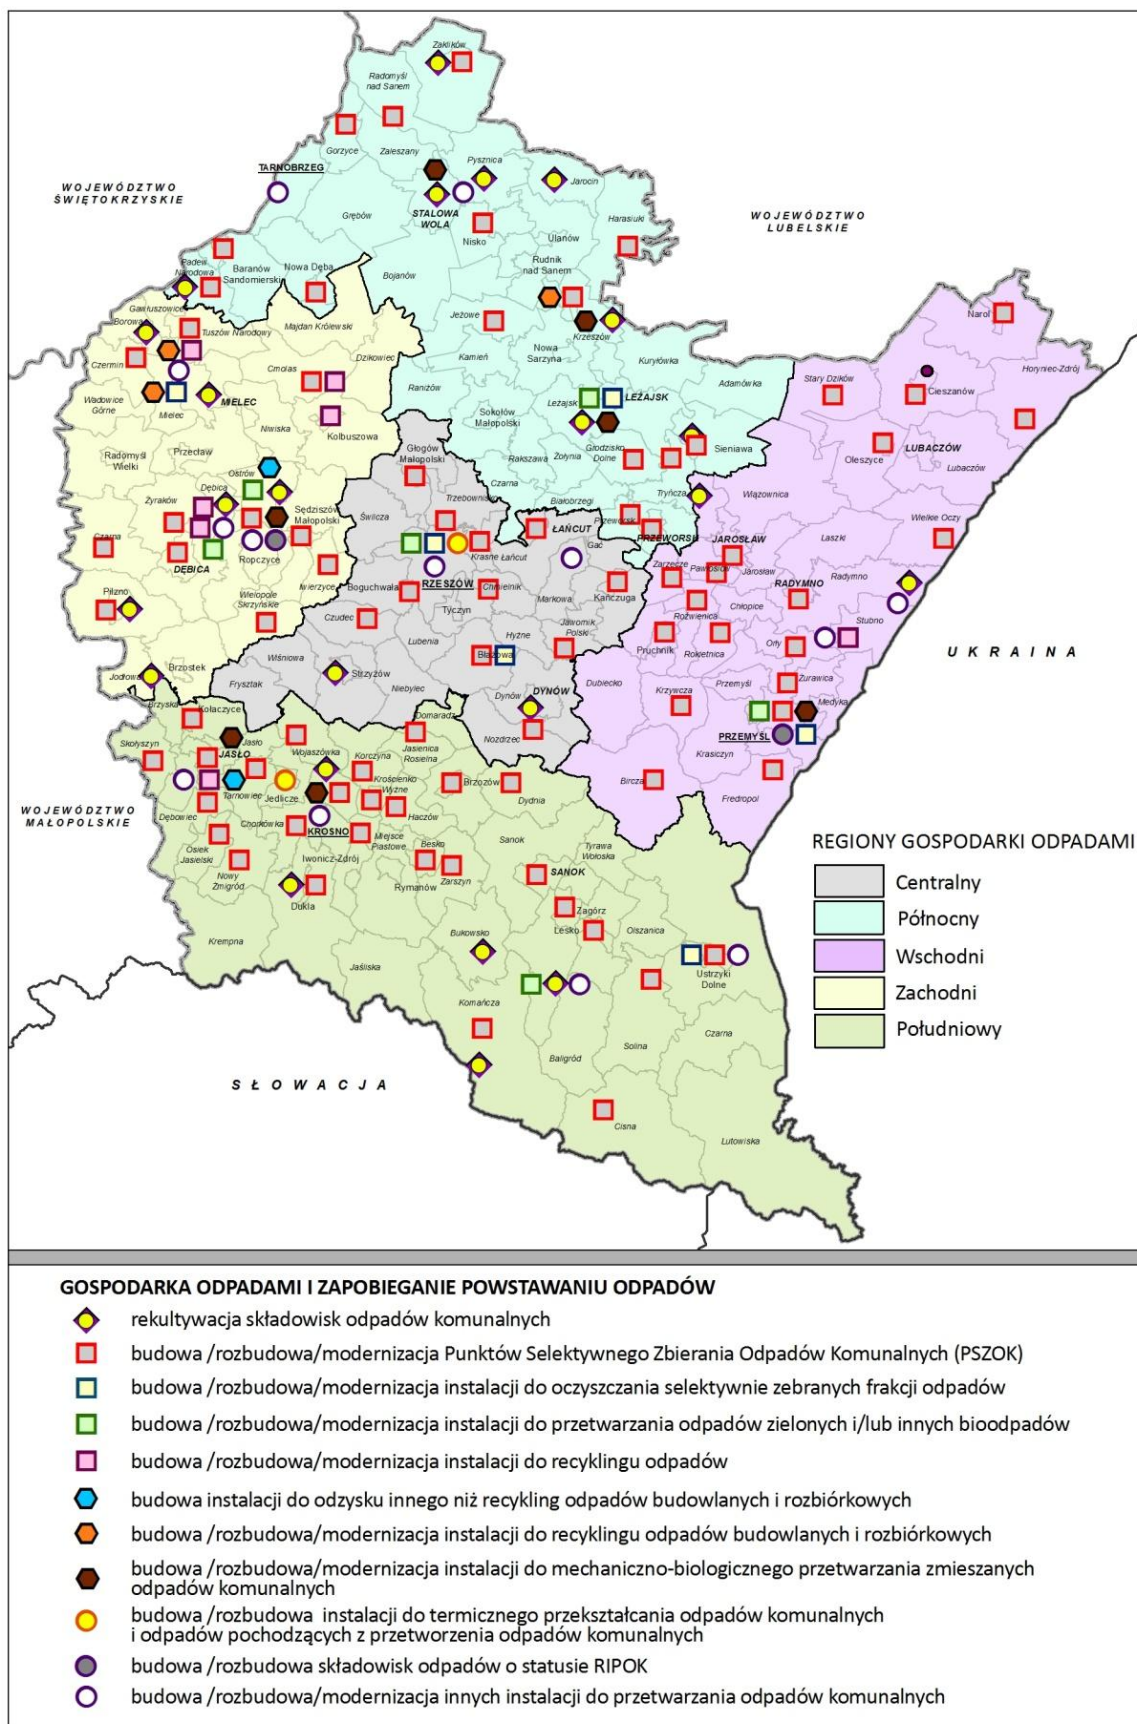 Zaklików
Radomyśl
nad Sanem
Gorzyce
Zaleszany
TARNOBRZEG
Pysznica
Jarocin
WOJEWÓDZTWO
ŚWIĘTOKRZYSKIE
Grębów
STALOWA
WOLA
Nisko
Ulanów
Harasiuki
WOJEWÓDZTWO
LUBELSKIE
Padew
Narodowa
Baranów
Sandomierski
Nowa Dęba
Bojanów
Rudnik
nad Sanem
Gawłuszowice
Borowa
Tuszów Narodowy
Majdan Królewski
Jeżowe
Krzeszów
Narol
Czermin
Cmolas
Dzikowiec
Kamień
Nowa
Sarzyna
Kuryłówka
Horyniec-Zdrój
Wadowice
Górne
Mielec
MIELEC
Raniżów
Adamówka
Stary Dzików
Cieszanów
Niwiska
Kolbuszowa
Sokołów
Małopolski
Leżajsk
LEŻAJSK
Radomyśl
Wielki
Przecław
Głogów
Małopolski
Rakszawa
Żołynia
Grodzisko
Dolne
Sieniawa
Oleszyce
LUBACZÓW
Lubaczów
Ostrów
Żyraków
Dębica
Sędziszów
Małopolski
Trzebownisko
Czarna
Białobrzegi
Tryńcza
Wiązownica
Świlcza
Wielkie Oczy
Czarna
DĘBICA
Ropczyce
Krasne
Łańcut
ŁAŃCUT
Przeworsk
PRZEWORSK
JAROSŁAW
Laszki
Iwierzyce
Boguchwała
RZESZÓW
Chmielnik
Gać
Markowa
Kańczuga
Zarzecze
Pawłosiów
Jarosław
RADYMNO
Radymno
Pilzno
Wielopole
Skrzyńskie
Czudec
Tyczyn
Lubenia
Hyżne
Jawornik
Polski
Roźwienica
Chłopice
Stubno
Pruchnik
Rokietnica
Orły
UKRAINA
Wiśniowa
Błażowa
Brzostek
Jodłowa
Frysztak
Strzyżów
Niebylec
Dynów
DYNÓW
Dubiecko
Krzywcza
Przemyśl
Żurawica
Medyka
Brzyska
Kołaczyce
Domaradz
Nozdrzec
PRZEMYŚL
Krasiczyn
Skołyszyn
JASŁO
Jasło
Wojaszówka
Korczyna
Jasienica
Rosielna
Bircza
Fredropol
WOJEWÓDZTWO
MAŁOPOLSKIE
Tarnowiec
Jedlicze
Krościenko
Wyżne
Brzozów
Dydnia
Dębowiec
Chorkówka
KROSNO
Haczów
Osiek
Jasielski
Miejsce
Piastowe
Besko
Sanok
Tyrawa
Wołoska
Nowy
Żmigród
Iwonicz-Zdrój
Rymanów
Zarszyn
SANOK
Dukla
Zagórz
Lesko
Olszanica
Krempna
Bukowsko
Ustrzyki
Dolne
Jaśliska
Komańcza
Baligród
Solina
Czarna
SŁOWACJA
Cisna
Lutowiska
REGIONY GOSPODARKI ODPADAMI
Centralny
Północny
Wschodni
Zachodni
Południowy
GOSPODARKA ODPADAMI I ZAPOBIEGANIE POWSTAWANIU ODPADÓW
rekultywacja składowisk odpadów komunalnych
budowa /rozbudowa/modernizacja Punktów Selektywnego Zbierania Odpadów Komunalnych (PSZOK)
budowa /rozbudowa/modernizacja instalacji do oczyszczania selektywnie zebranych frakcji odpadów
budowa /rozbudowa/modernizacja instalacji do przetwarzania odpadów zielonych i/lub innych bioodpadów
budowa /rozbudowa/modernizacja instalacji do recyklingu odpadów
budowa instalacji do odzysku innego niż recykling odpadów budowlanych i rozbiórkowych
budowa /rozbudowa/modernizacja instalacji do recyklingu odpadów budowlanych i rozbiórkowych
budowa /rozbudowa/modernizacja instalacji do mechaniczno-biologicznego przetwarzania zmieszanych
odpadów komunalnych
budowa /rozbudowa instalacji do termicznego przekształcania odpadów komunalnych
i odpadów pochodzących z przetworzenia odpadów komunalnych
budowa /rozbudowa składowisk odpadów o statusie RIPOK
budowa /rozbudowa/modernizacja innych instalacji do przetwarzania odpadów komunalnych